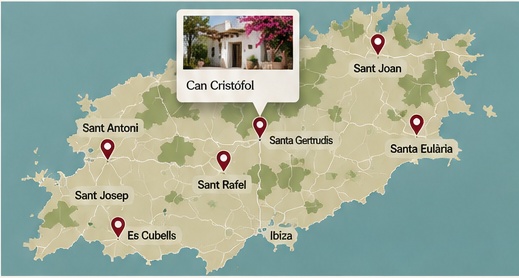 Can Cristófol
Sant Joan
Sant Antoni
Santa Gertrudis
Santa Eulària
Sant Rafel
Sant Josep
Es Cubells
Ibiza